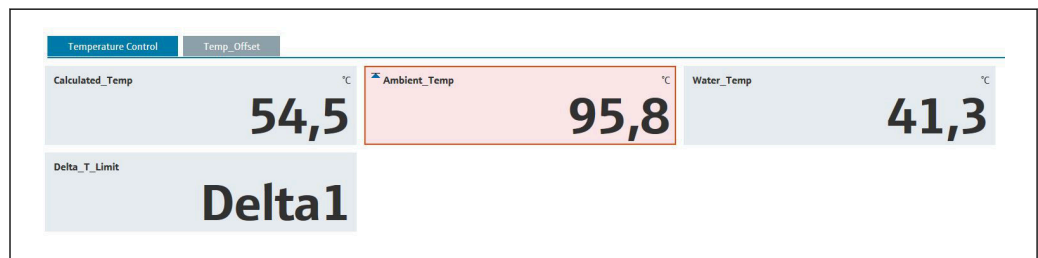 Temperature Control Temp_Offset
Calculated_Temp °C Ambient_Temp °C Water_Temp °C
54,5 95,8 41,3
Delta_T_Limit
Delta1